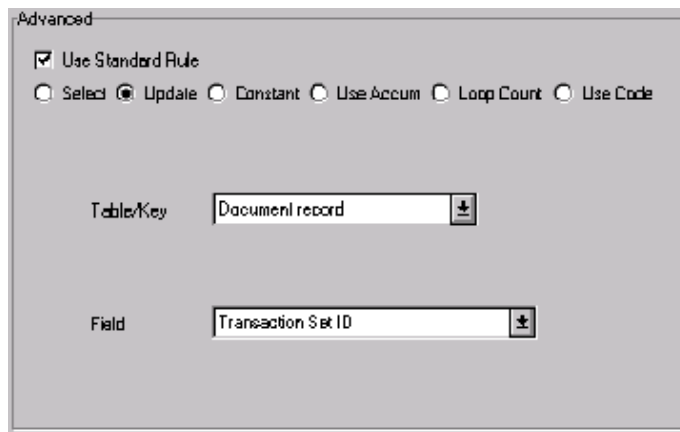 Advanced
Use Standard Rule
Select Update Constant Use Accum Loop Count Use Code
Table/Key Document record
Field Transaction Set ID